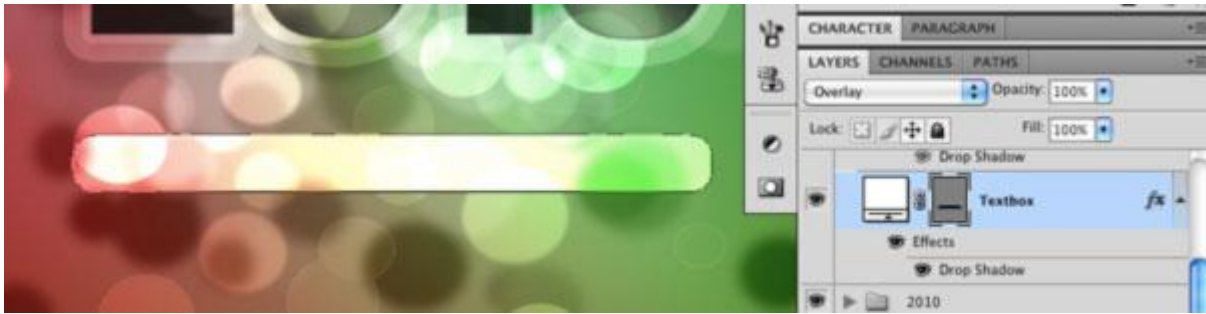 CHARACTER PARAGRAPH
LAYERS CHANNELS PATHS
Overlay Opacity: 100%
Lock: Fill: 100%
Drop Shadow
Textbox fx
Effects
Drop Shadow
2010